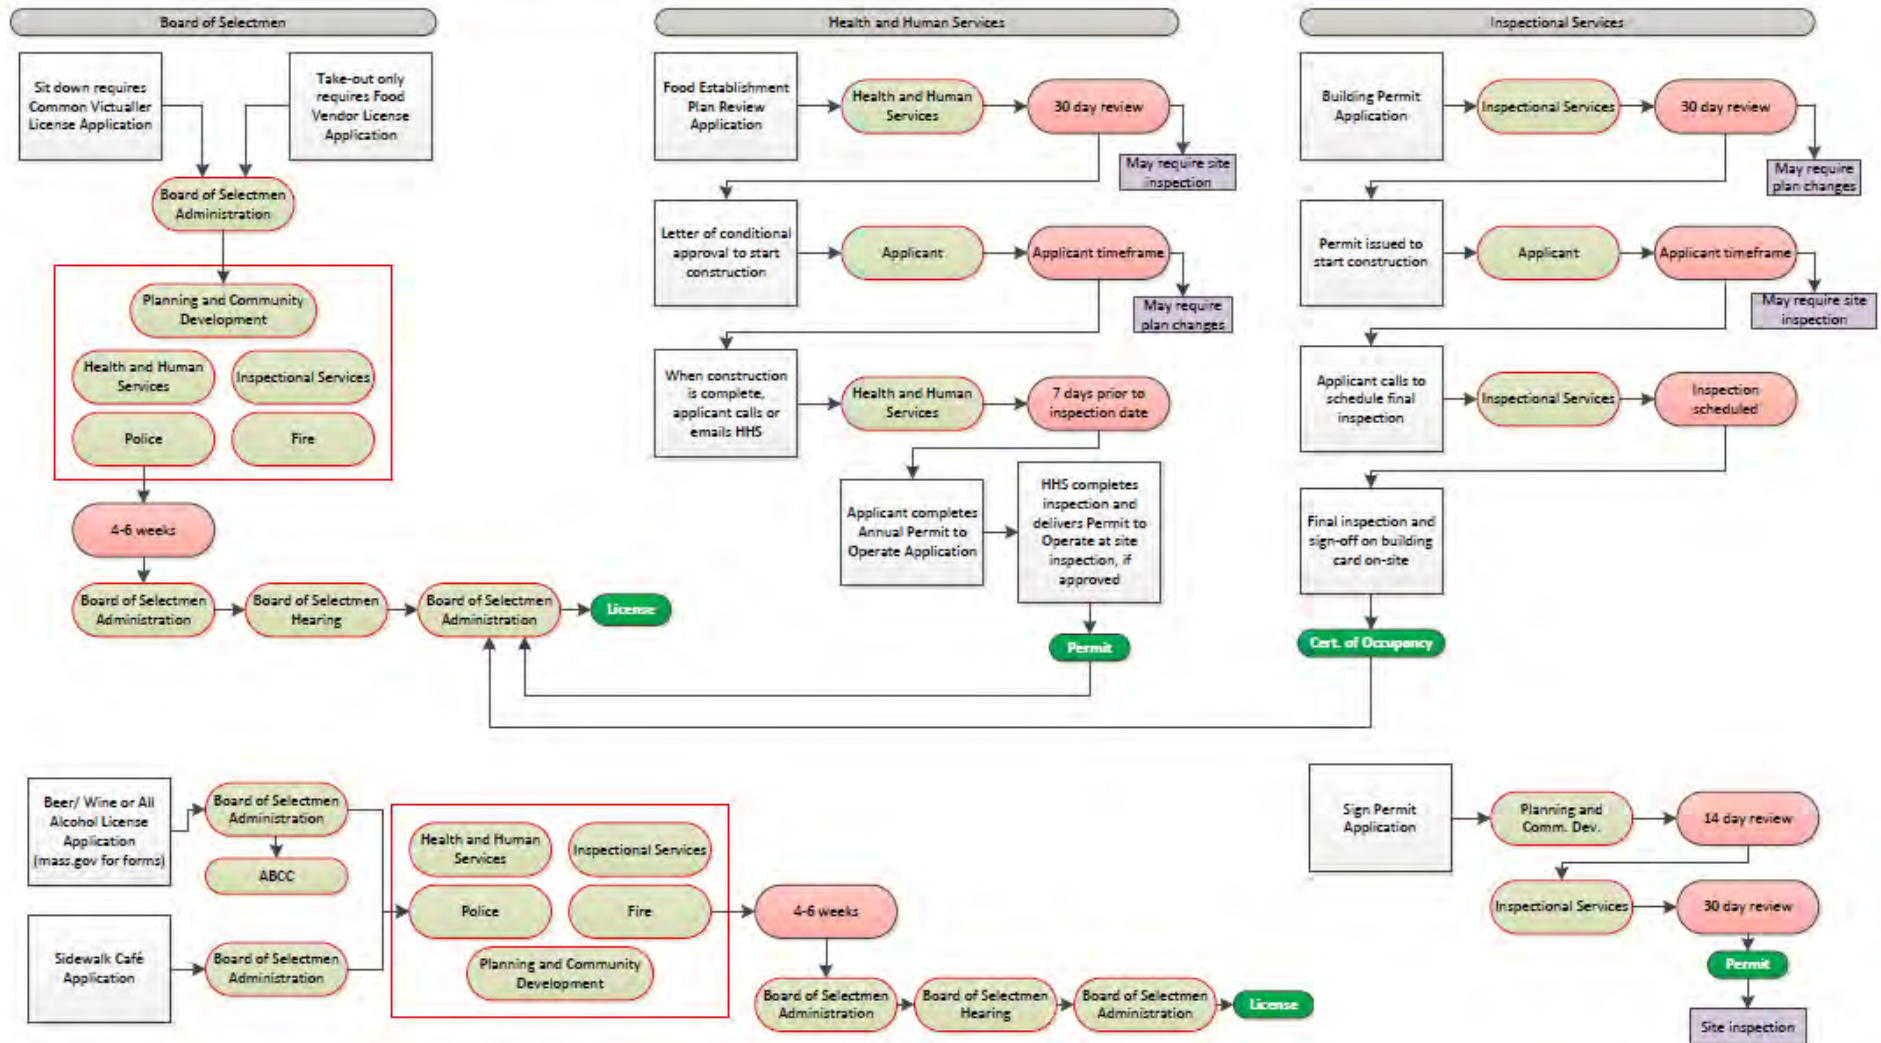 Board of Selectmen
Sit down requires
Common Victualler
License Application
Take-out only
requires Food
Vendor License
Application
Board of Selectmen
Administration
Planning and Community
Development
Health and Human
Services
Inspectional Services
Police
Fire
4-6 weeks
Board of Selectmen
Administration
Board of Selectmen
Hearing
Board of Selectmen
Administration
License
Health and Human Services
Food Establishment
Plan Review
Application
Health and Human
Services
30 day review
May require site
inspection
Letter of conditional
approval to start
construction
Applicant
Applicant timeframe
May require
plan changes
When construction
is complete,
applicant calls or
emails HHS
Health and Human
Services
7 days prior to
inspection date
Applicant completes
Annual Permit to
Operate Application
HHS completes
inspection and
delivers Permit to
Operate at site
inspection, if
approved
Permit
Inspectional Services
Building Permit
Application
Inspectional Services
30 day review
May require
plan changes
Permit issued to
start construction
Applicant
Applicant timeframe
May require site
inspection
Applicant calls to
schedule final
inspection
Inspectional Services
Inspection
scheduled
Final inspection and
sign-off on building
card on-site
Cert. of Occupancy
Beer/ Wine or All
Alcohol License
Application
(mass.gov for forms)
Board of Selectmen
Administration
ABCC
Sidewalk Café
Application
Board of Selectmen
Administration
Health and Human
Services
Inspectional Services
Police
Fire
Planning and Community
Development
4-6 weeks
Board of Selectmen
Administration
Board of Selectmen
Hearing
Board of Selectmen
Administration
License
Sign Permit
Application
Planning and
Comm. Dev.
14 day review
Inspectional Services
30 day review
Permit
Site inspection